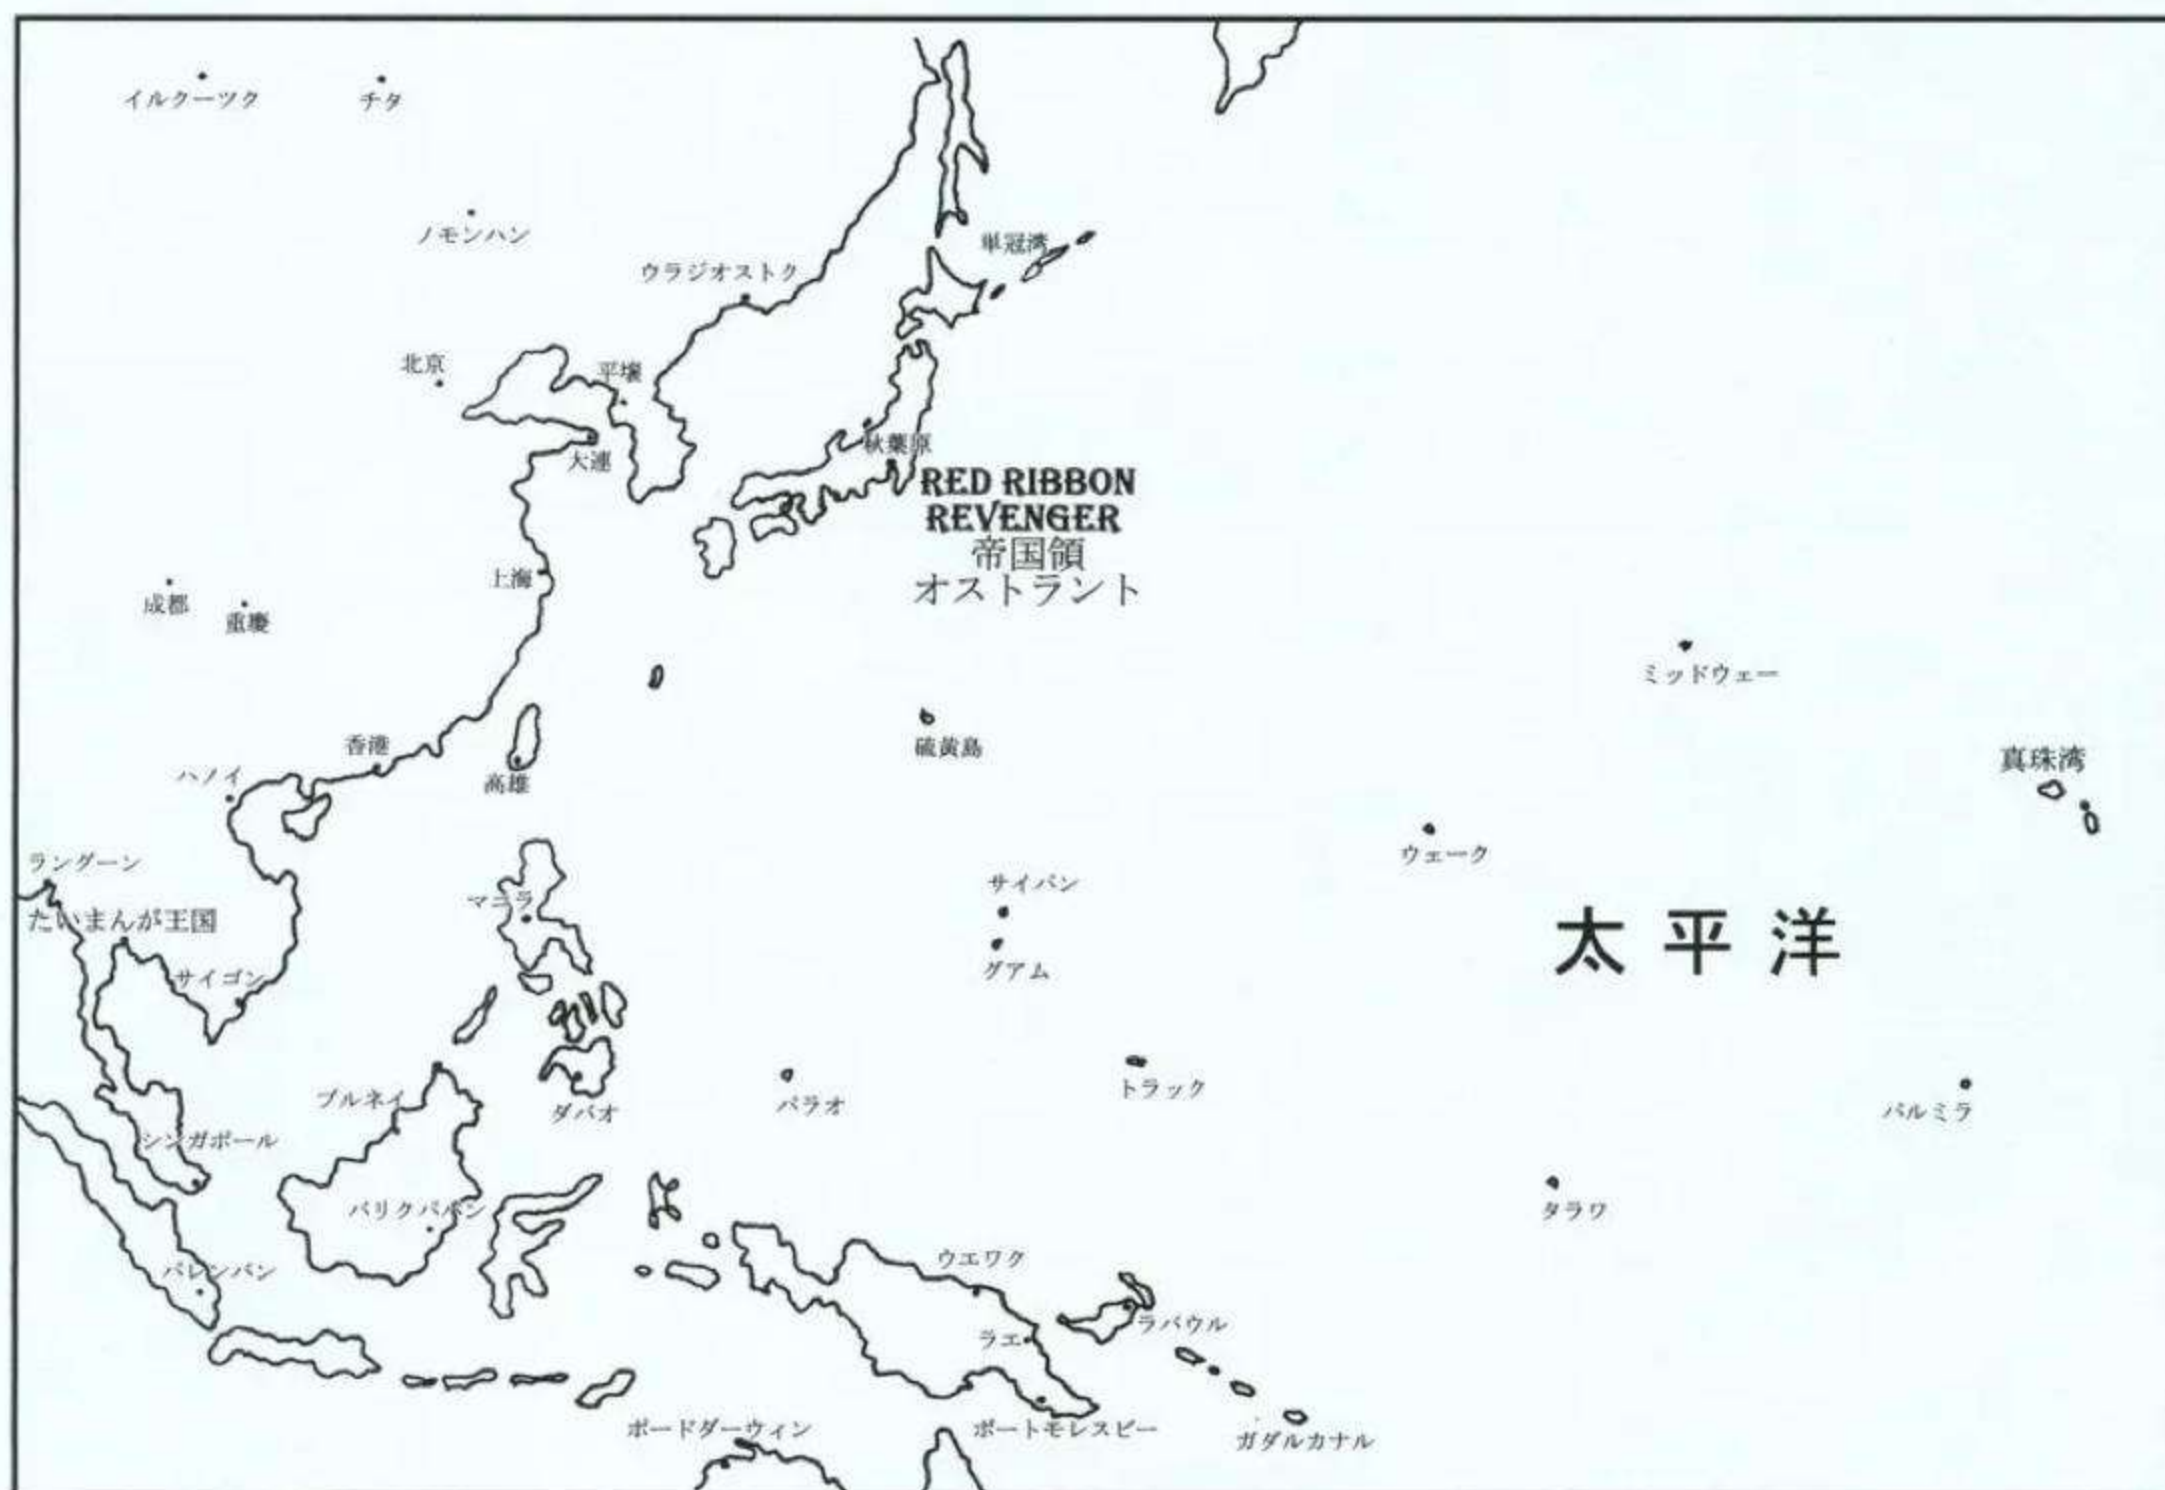 イルクーツク
チタ
ノモンハン
単冠湾
ウラジオストク
北京
平壌
秋葉原
大連
RED RIBBON
REVENGER
帝国領
オストラント
上海
成都
重慶
ミッドウェー
硫黄島
香港
真珠湾
ハノイ
高雄
ウェーク
ラングーン
サイパン
マニラ
たいまんが王国
太平洋
グアム
サイゴン
トラック
ブルネイ
ダバオ
パラオ
パルミラ
シンガポール
バリクパパン
タラワ
ウエワク
パレンバン
ラバウル
ラエ
ポードダーウィン
ポートモレスビー
ガダルカナル